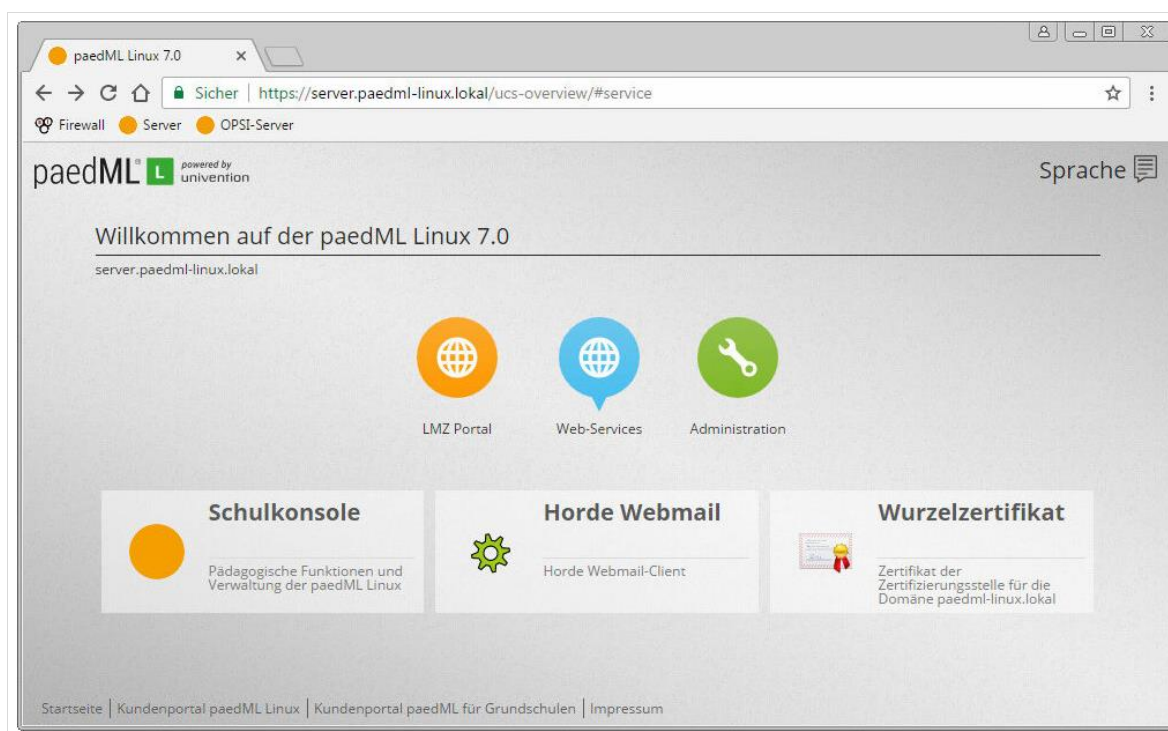 paedML Linux 7.0
Sicher | https://server.paedml-linux.lokal/ucs-overview/#service
Firewall Server OPSI-Server
paedML® L powered by
univention
Sprache
Willkommen auf der paedML Linux 7.0
server.paedml-linux.lokal
LMZ Portal Web-Services Administration
Schulkonsole
Pädagogische Funktionen und
Verwaltung der paedML Linux
Horde Webmail
Horde Webmail-Client
Wurzelzertifikat
Zertifikat der
Zertifizierungsstelle für die
Domäne paedml-linux.lokal
Startseite | Kundenportal paedML Linux | Kundenportal paedML für Grundschulen | Impressum